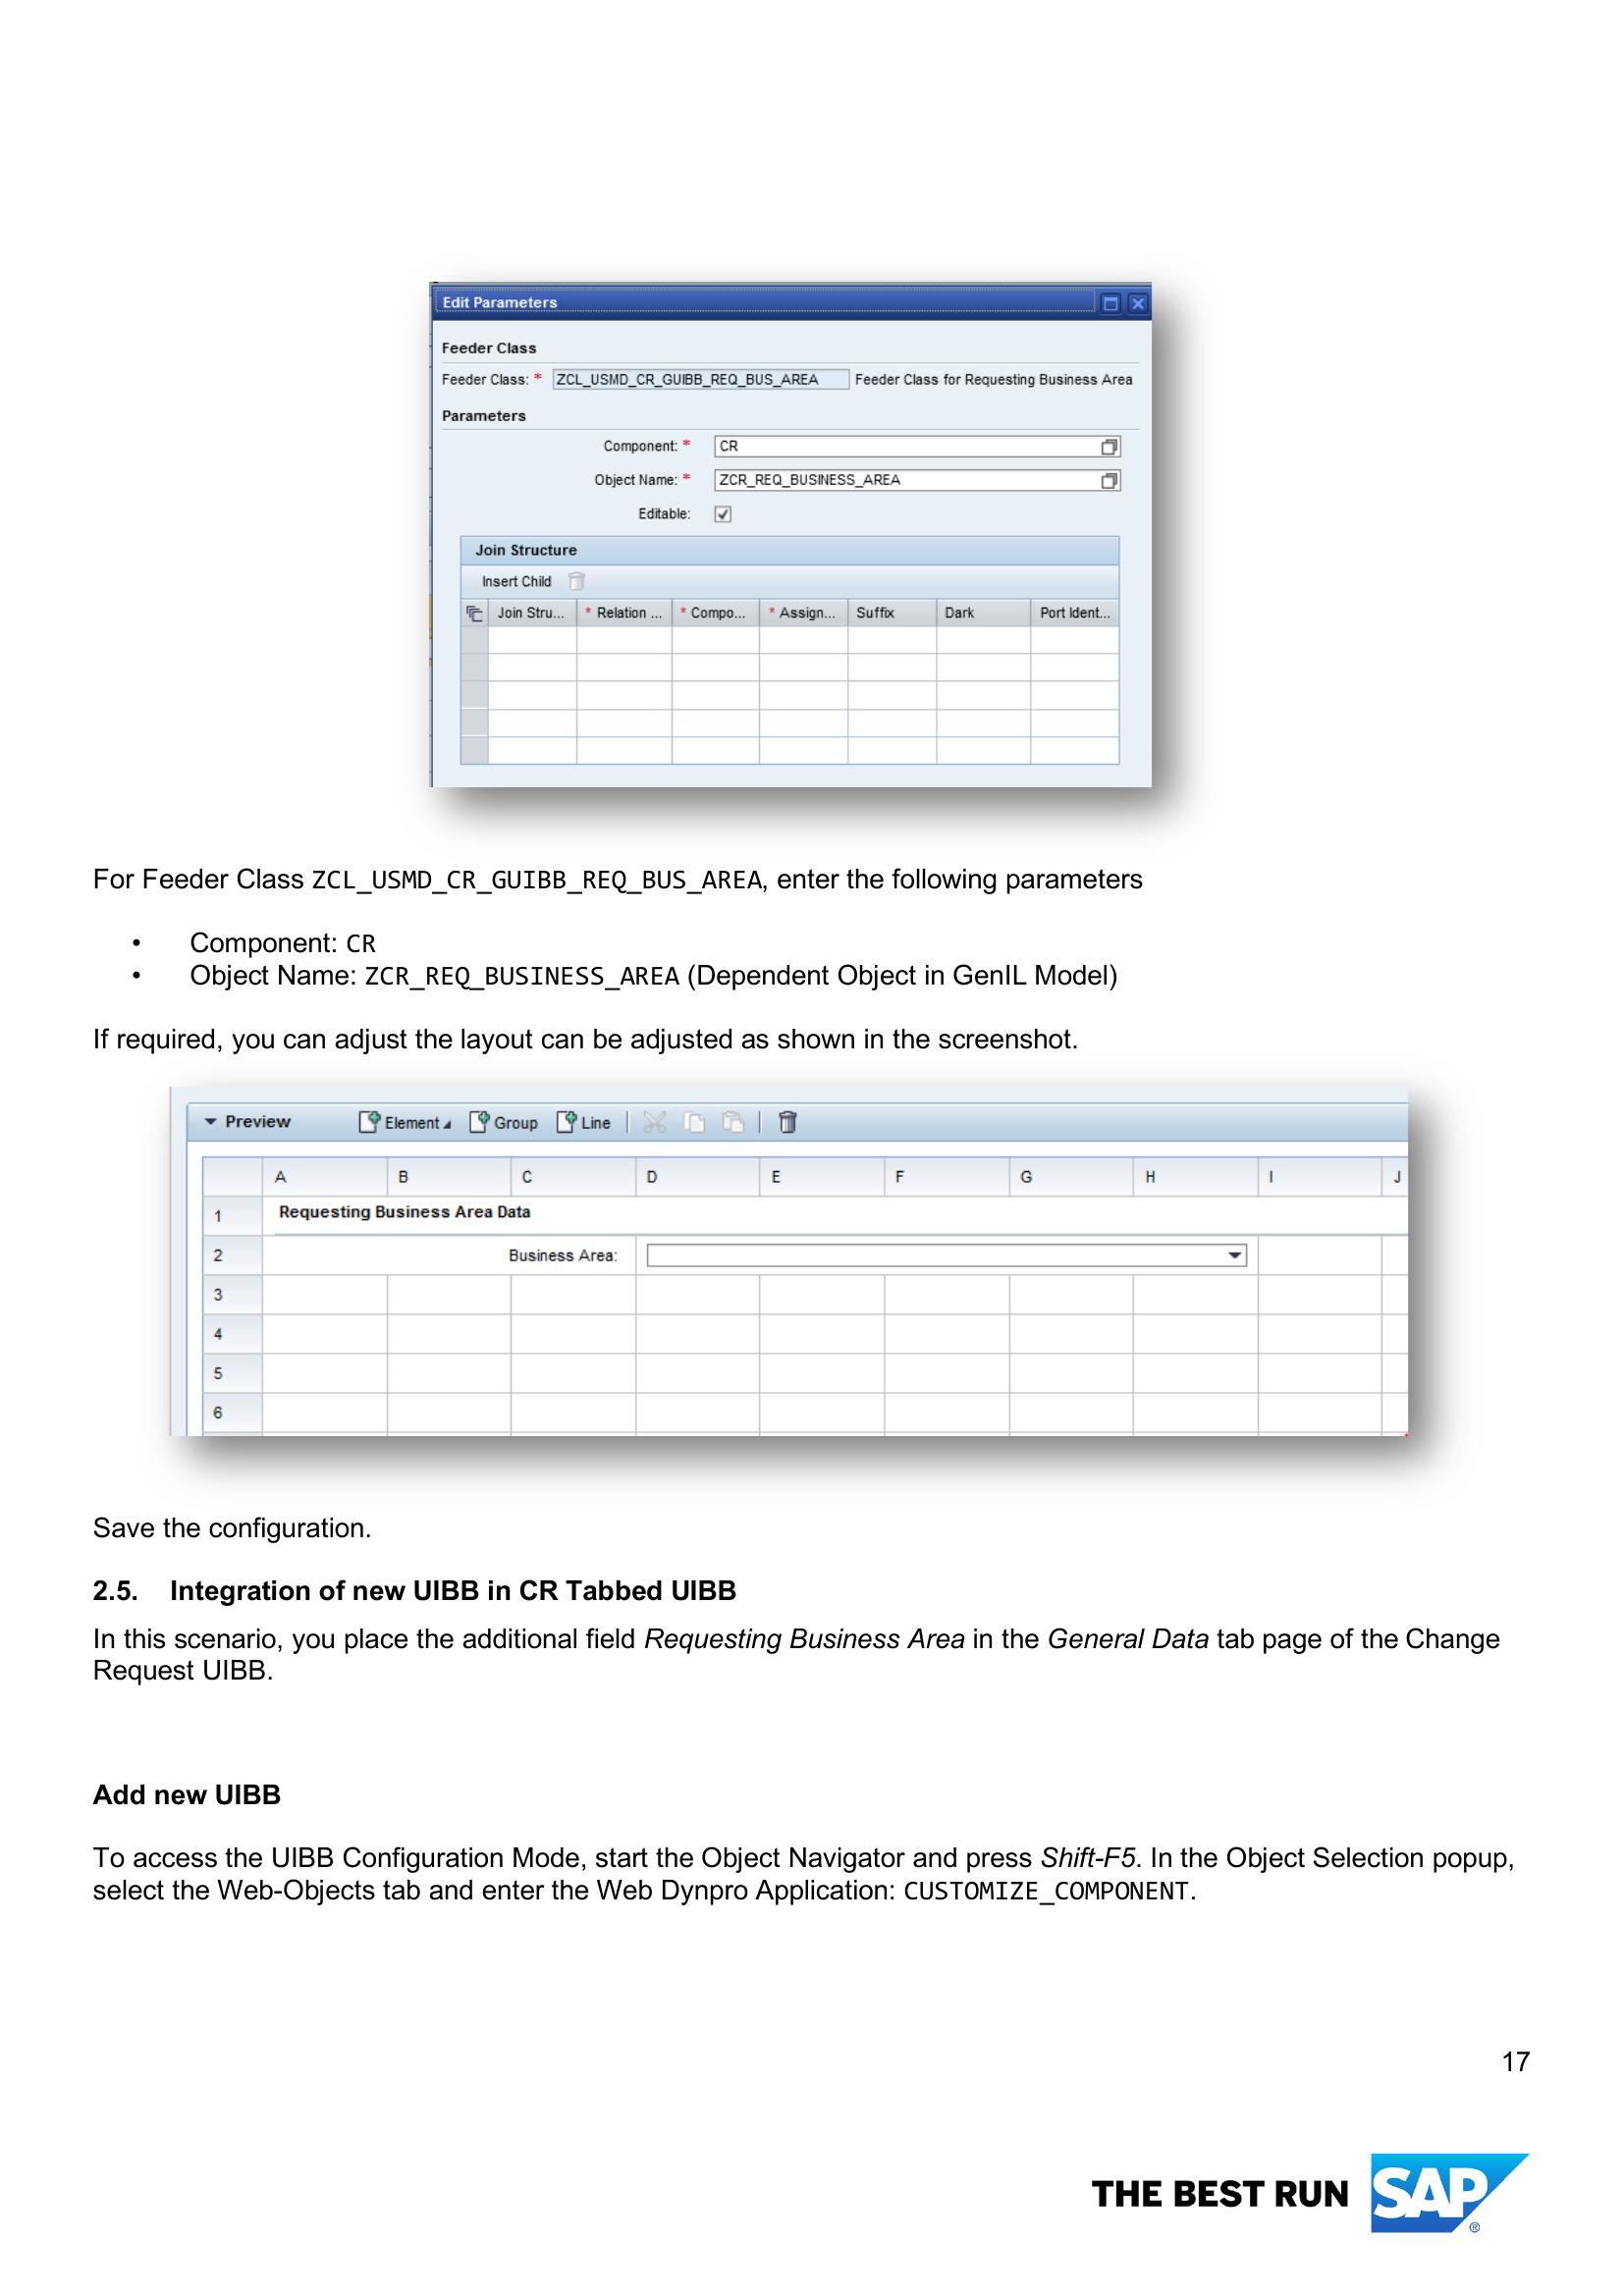 Edit Parameters
Feeder Class
Feeder Class: * ZCL_USMD_CR_GUIBB_REQ_BUS_AREA Feeder Class for Requesting Business Area
Parameters
Component: * CR
Object Name: * ZCR_REQ_BUSINESS_AREA
Editable:
Join Structure
Insert Child
Join Stru... * Relation ... * Compo... * Assign... Suffix Dark Port Ident...
For Feeder Class ZCL_USMD_CR_GUIBB_REQ_BUS_AREA, enter the following parameters
• Component: CR
• Object Name: ZCR_REQ_BUSINESS_AREA (Dependent Object in GenIL Model)
If required, you can adjust the layout can be adjusted as shown in the screenshot.
Preview Element Group Line
A B C D E F G H I J
1 Requesting Business Area Data
2 Business Area:
3
4
5
6
Save the configuration.
2.5. Integration of new UIBB in CR Tabbed UIBB
In this scenario, you place the additional field Requesting Business Area in the General Data tab page of the Change
Request UIBB.
Add new UIBB
To access the UIBB Configuration Mode, start the Object Navigator and press Shift-F5. In the Object Selection popup,
select the Web-Objects tab and enter the Web Dynpro Application: CUSTOMIZE_COMPONENT.
17
THE BEST RUN SAP ®